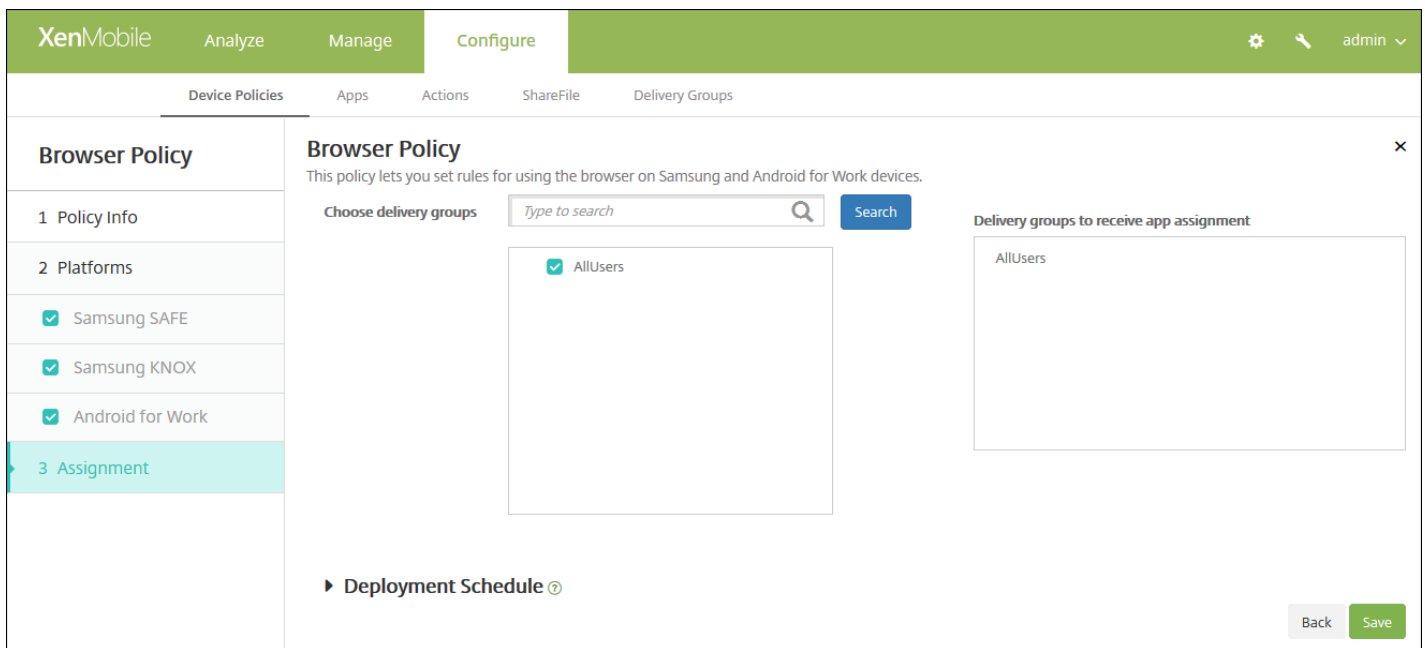 XenMobile Analyze Manage Configure admin
Device Policies Apps Actions ShareFile Delivery Groups
Browser Policy
1 Policy Info
2 Platforms
Samsung SAFE
Samsung KNOX
Android for Work
3 Assignment
Browser Policy
This policy lets you set rules for using the browser on Samsung and Android for Work devices.
Choose delivery groups Type to search Search
AllUsers
Delivery groups to receive app assignment
AllUsers
Deployment Schedule ?
Back Save